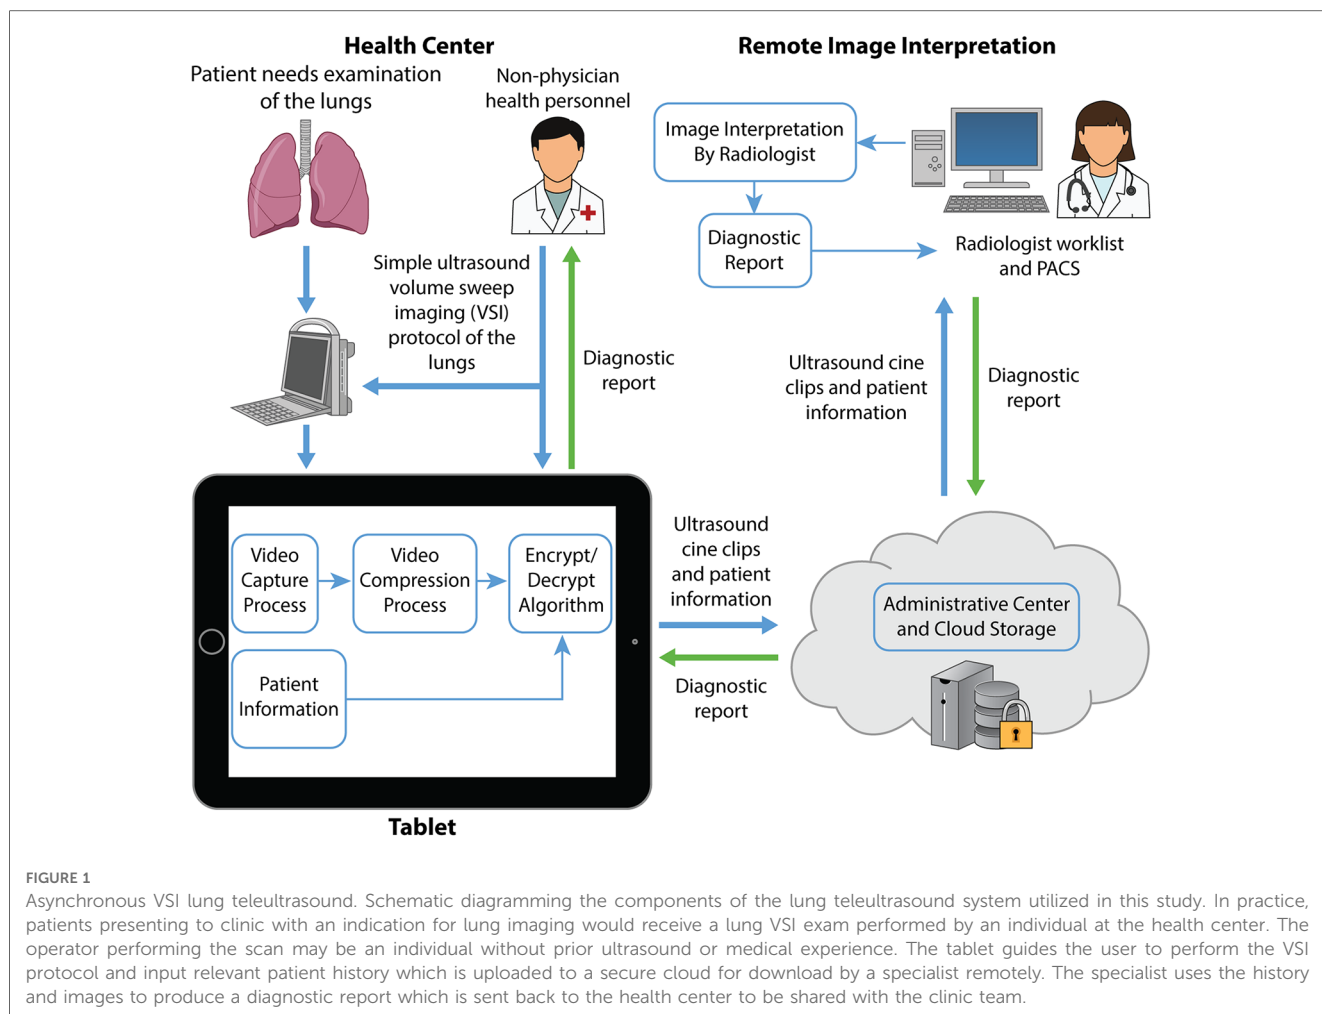 Health Center
Patient needs examination
of the lungs
Non-physician
health personnel
Simple ultrasound
volume sweep
imaging (VSI)
protocol of the
lungs
Diagnostic
report
Remote Image Interpretation
Image Interpretation
By Radiologist
Diagnostic
Report
Radiologist worklist
and PACS
Ultrasound cine
clips and patient
information
Diagnostic
report
Video
Capture
Process
Video
Compression
Process
Encrypt/
Decrypt
Algorithm
Patient
Information
Tablet
Ultrasound
cine clips
and patient
information
Diagnostic
report
Administrative Center
and Cloud Storage
FIGURE 1
Asynchronous VSI lung teleultrasound. Schematic diagramming the components of the lung teleultrasound system utilized in this study. In practice,
patients presenting to clinic with an indication for lung imaging would receive a lung VSI exam performed by an individual at the health center. The
operator performing the scan may be an individual without prior ultrasound or medical experience. The tablet guides the user to perform the VSI
protocol and input relevant patient history which is uploaded to a secure cloud for download by a specialist remotely. The specialist uses the history
and images to produce a diagnostic report which is sent back to the health center to be shared with the clinic team.